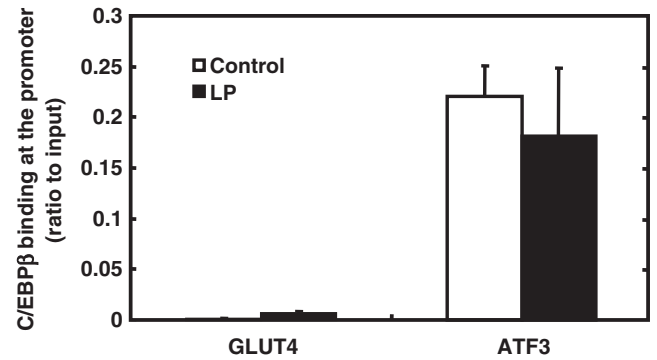 C/EBPβ binding at the promoter
(ratio to input)
0.3
0.25
0.2
0.15
0.1
0.05
0
Control
LP
GLUT4
ATF3